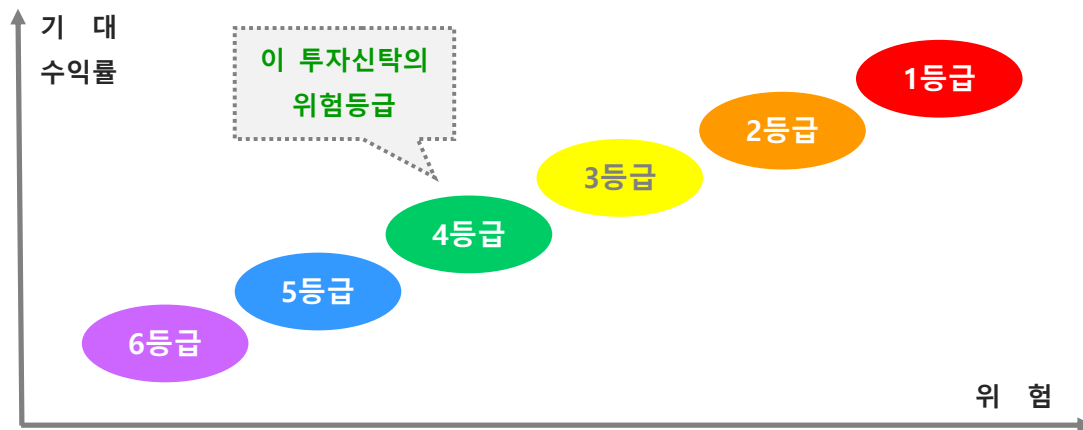 기 대
수익률
이 투자신탁의
위험등급
1등급
2등급
3등급
4등급
5등급
6등급
위 험